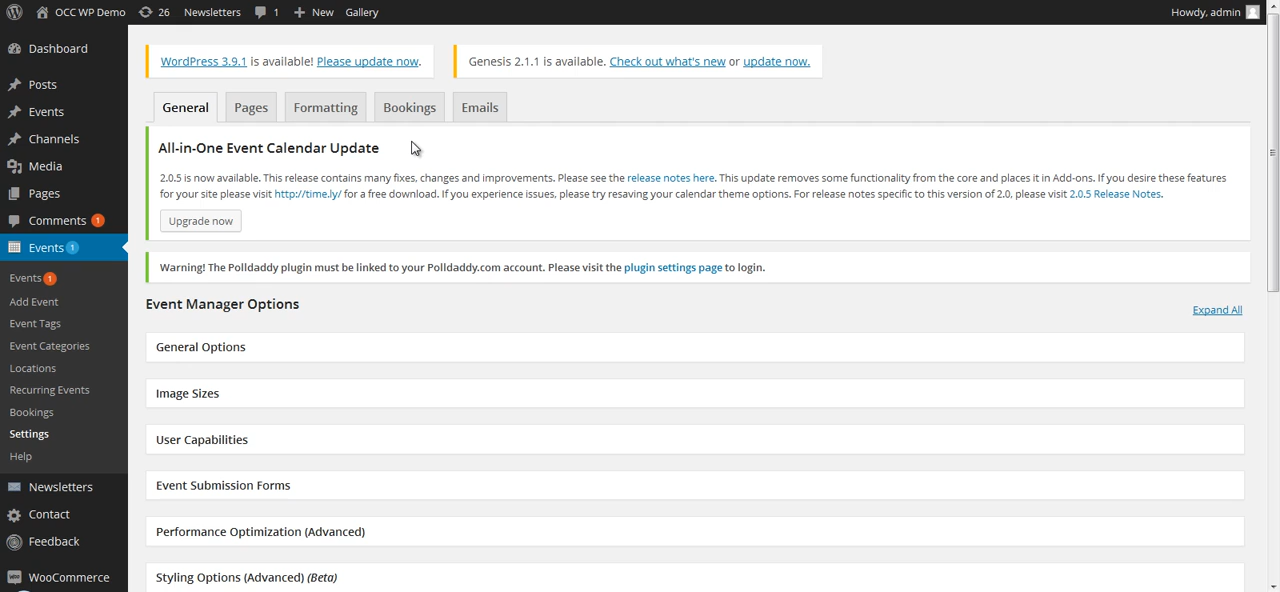 OCC WP Demo 26 Newsletters 1 New Gallery Howdy, admin
Dashboard
Posts
Events
Channels
Media
Pages
Comments 1
Events 1
Events 1
Add Event
Event Tags
Event Categories
Locations
Recurring Events
Bookings
Settings
Help
Newsletters
Contact
Feedback
WooCommerce
WordPress 3.9.1 is available! Please update now.
Genesis 2.1.1 is available. Check out what's new or update now.
General Pages Formatting Bookings Emails
All-in-One Event Calendar Update
2.0.5 is now available. This release contains many fixes, changes and improvements. Please see the release notes here. This update removes some functionality from the core and places it in Add-ons. If you desire these features
for your site please visit http://time.ly/ for a free download. If you experience issues, please try resaving your calendar theme options. For release notes specific to this version of 2.0, please visit 2.0.5 Release Notes.
Upgrade now
Warning! The Polldaddy plugin must be linked to your Polldaddy.com account. Please visit the plugin settings page to login.
Event Manager Options
Expand All
General Options
Image Sizes
User Capabilities
Event Submission Forms
Performance Optimization (Advanced)
Styling Options (Advanced) (Beta)